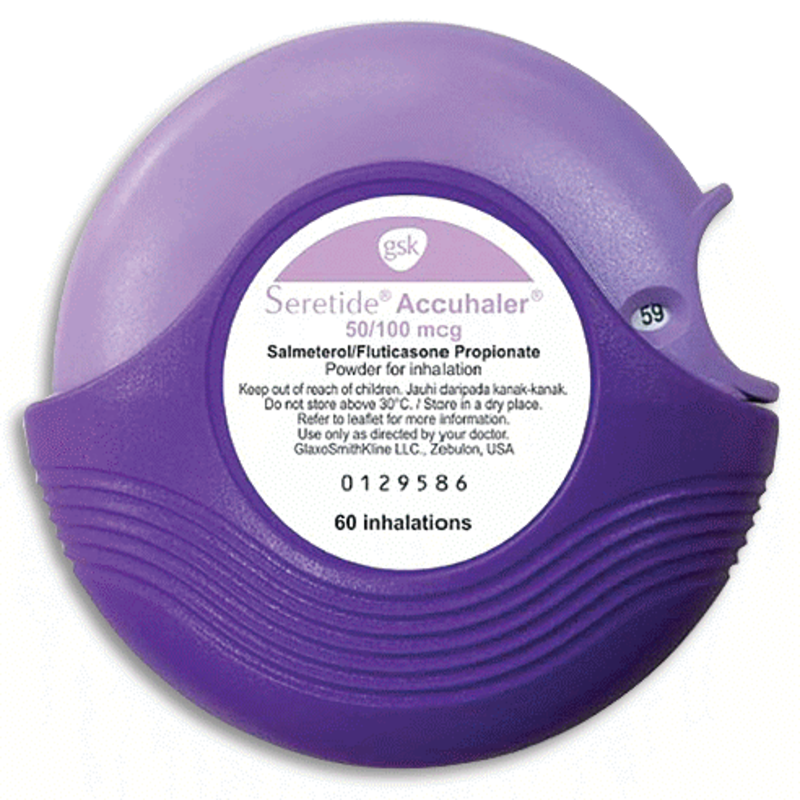 gsk
Seretide® Accuhaler®
50/100 mcg
Salmeterol/Fluticasone Propionate
Powder for inhalation
Keep out of reach of children. Jauhi daripada kanak-kanak.
Do not store above 30°C. / Store in a dry place.
Refer to leaflet for more information.
Use only as directed by your doctor.
GlaxoSmithKline LLC., Zebulon, USA
0129586
60 inhalations
59